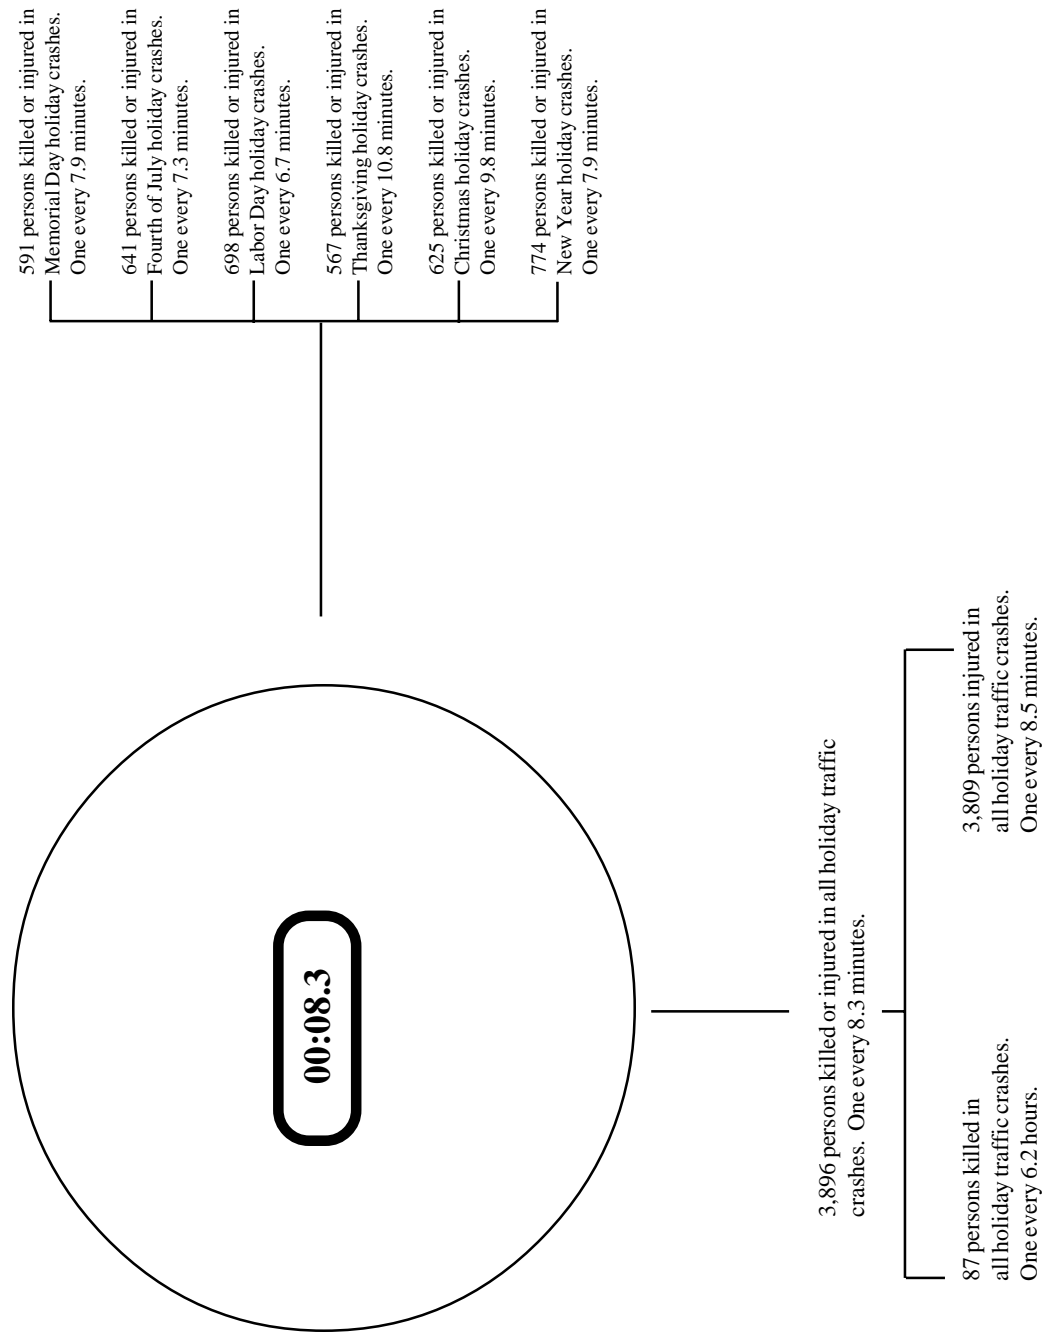 591 persons killed or injured in
Memorial Day holiday crashes.
One every 7.9 minutes.
641 persons killed or injured in
Fourth of July holiday crashes.
One every 7.3 minutes.
698 persons killed or injured in
Labor Day holiday crashes.
One every 6.7 minutes.
567 persons killed or injured in
Thanksgiving holiday crashes.
One every 10.8 minutes.
625 persons killed or injured in
Christmas holiday crashes.
One every 9.8 minutes.
774 persons killed or injured in
New Year holiday crashes.
One every 7.9 minutes.
00:08.3
3,896 persons killed or injured in all holiday traffic
crashes. One every 8.3 minutes.
87 persons killed in
all holiday traffic crashes.
One every 6.2 hours.
3,809 persons injured in
all holiday traffic crashes.
One every 8.5 minutes.